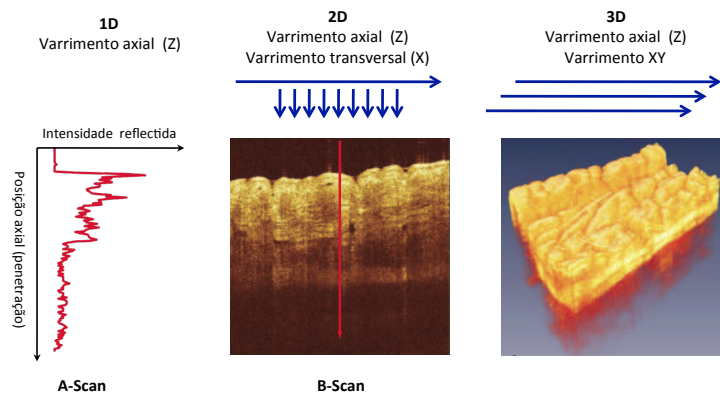 1D
Varrimento axial (Z)
2D
Varrimento axial (Z)
Varrimento transversal (X)
3D
Varrimento axial (Z)
Varrimento XY
Intensidade reflectida
Posição axial (penetração)
A-Scan
B-Scan